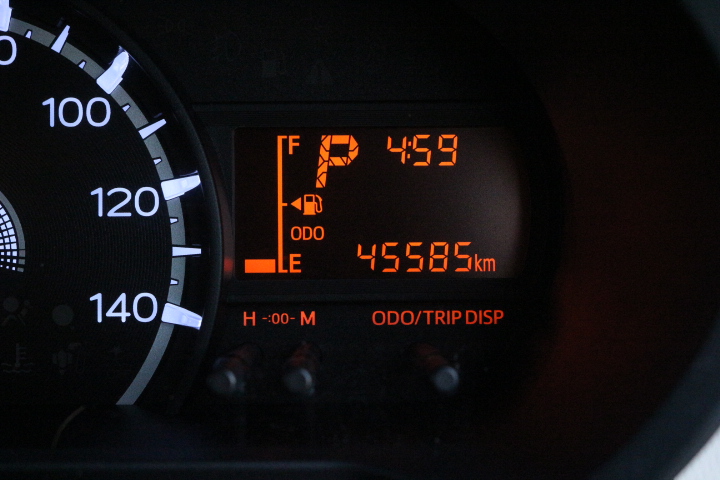 100
120
140
F
P
4:59
ODO
E
45585km
H -:00- M
ODO/TRIP DISP